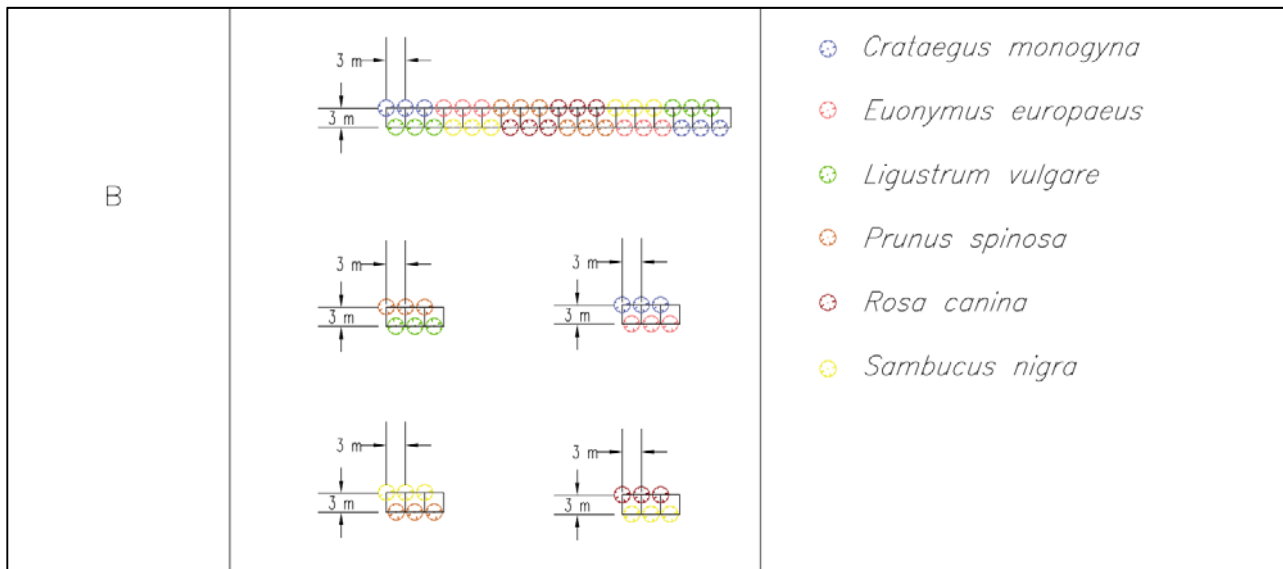 B
3 m
3 m
3 m
3 m
3 m
3 m
3 m
3 m
3 m
3 m
Crataegus monogyna
Euonymus europaeus
Ligustrum vulgare
Prunus spinosa
Rosa canina
Sambucus nigra